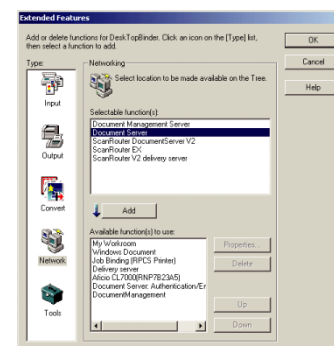 Extended Features
Add or delete functions for DeskTopBinder. Click an icon on the [Type] list,
then select a function to add.
OK
Cancel
Help
Type:
Input
Output
Convert
Network
Tools
Networking
Select location to be made available on the Tree.
Selectable function(s):
Document Management Server
Document Server
ScanRouter DocumentServer V2
ScanRouter EX
ScanRouter V2 delivery server
Add
Available function(s) to use:
My Workroom
Windows Document
Job Binding (RPCS Printer)
Delivery server
Aficio CL7000(RNP7B23A5)
Document Server: Authentication/Er
DocumentManagement
Properties...
Delete
Up
Down